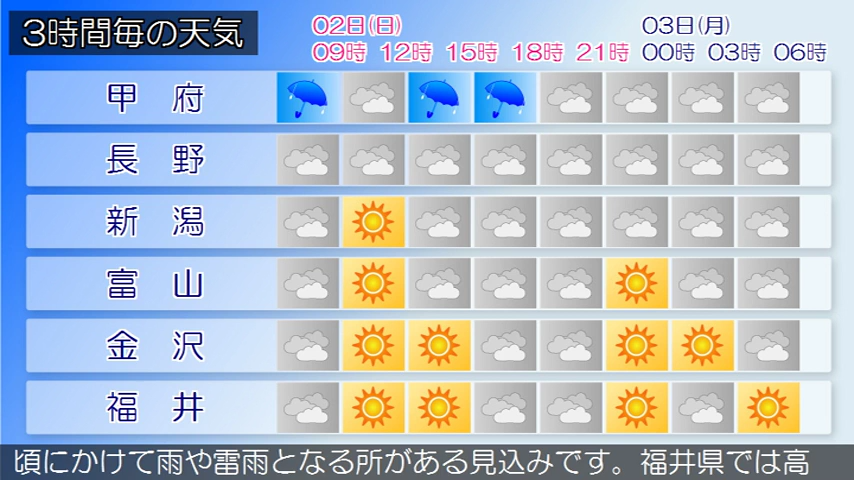 3時間毎の天気
02日(日) 03日(月)
09時 12時 15時 18時 21時 00時 03時 06時
甲府
長野
新潟
富山
金沢
福井
頃にかけて雨や雷雨となる所がある見込みです。福井県では高